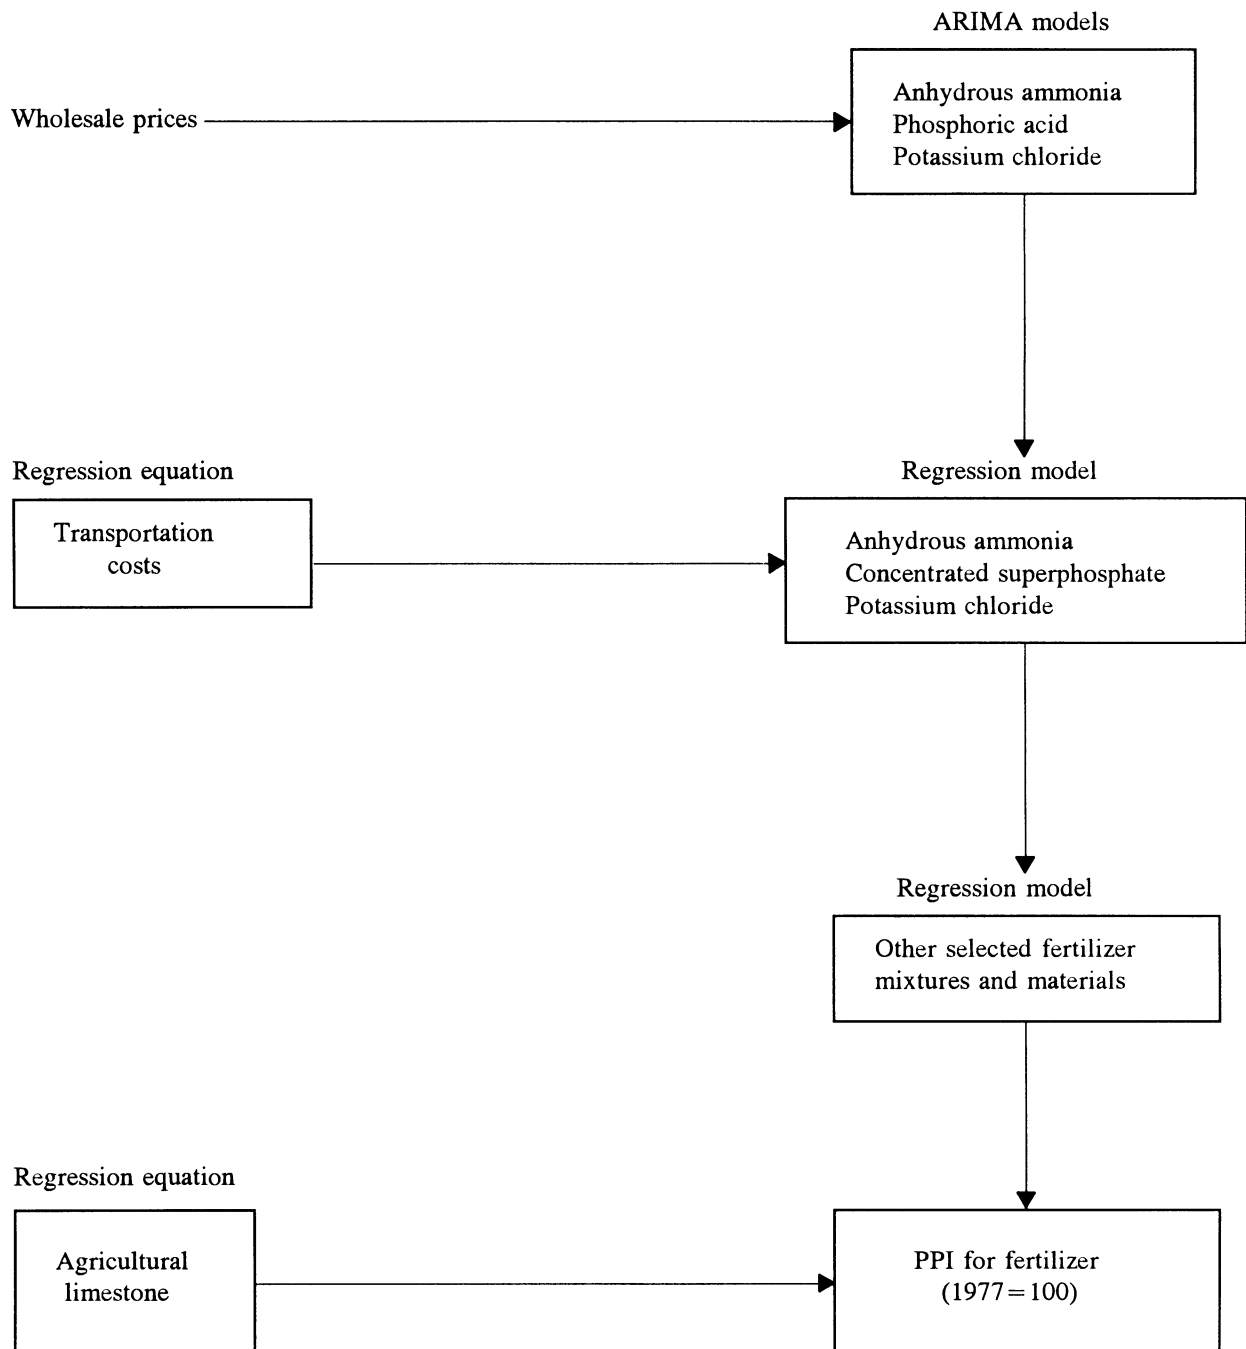 ARIMA models
Wholesale prices
Anhydrous ammonia
Phosphoric acid
Potassium chloride
Regression equation
Transportation
costs
Regression model
Anhydrous ammonia
Concentrated superphosphate
Potassium chloride
Regression model
Other selected fertilizer
mixtures and materials
Regression equation
Agricultural
limestone
PPI for fertilizer
(1977=100)